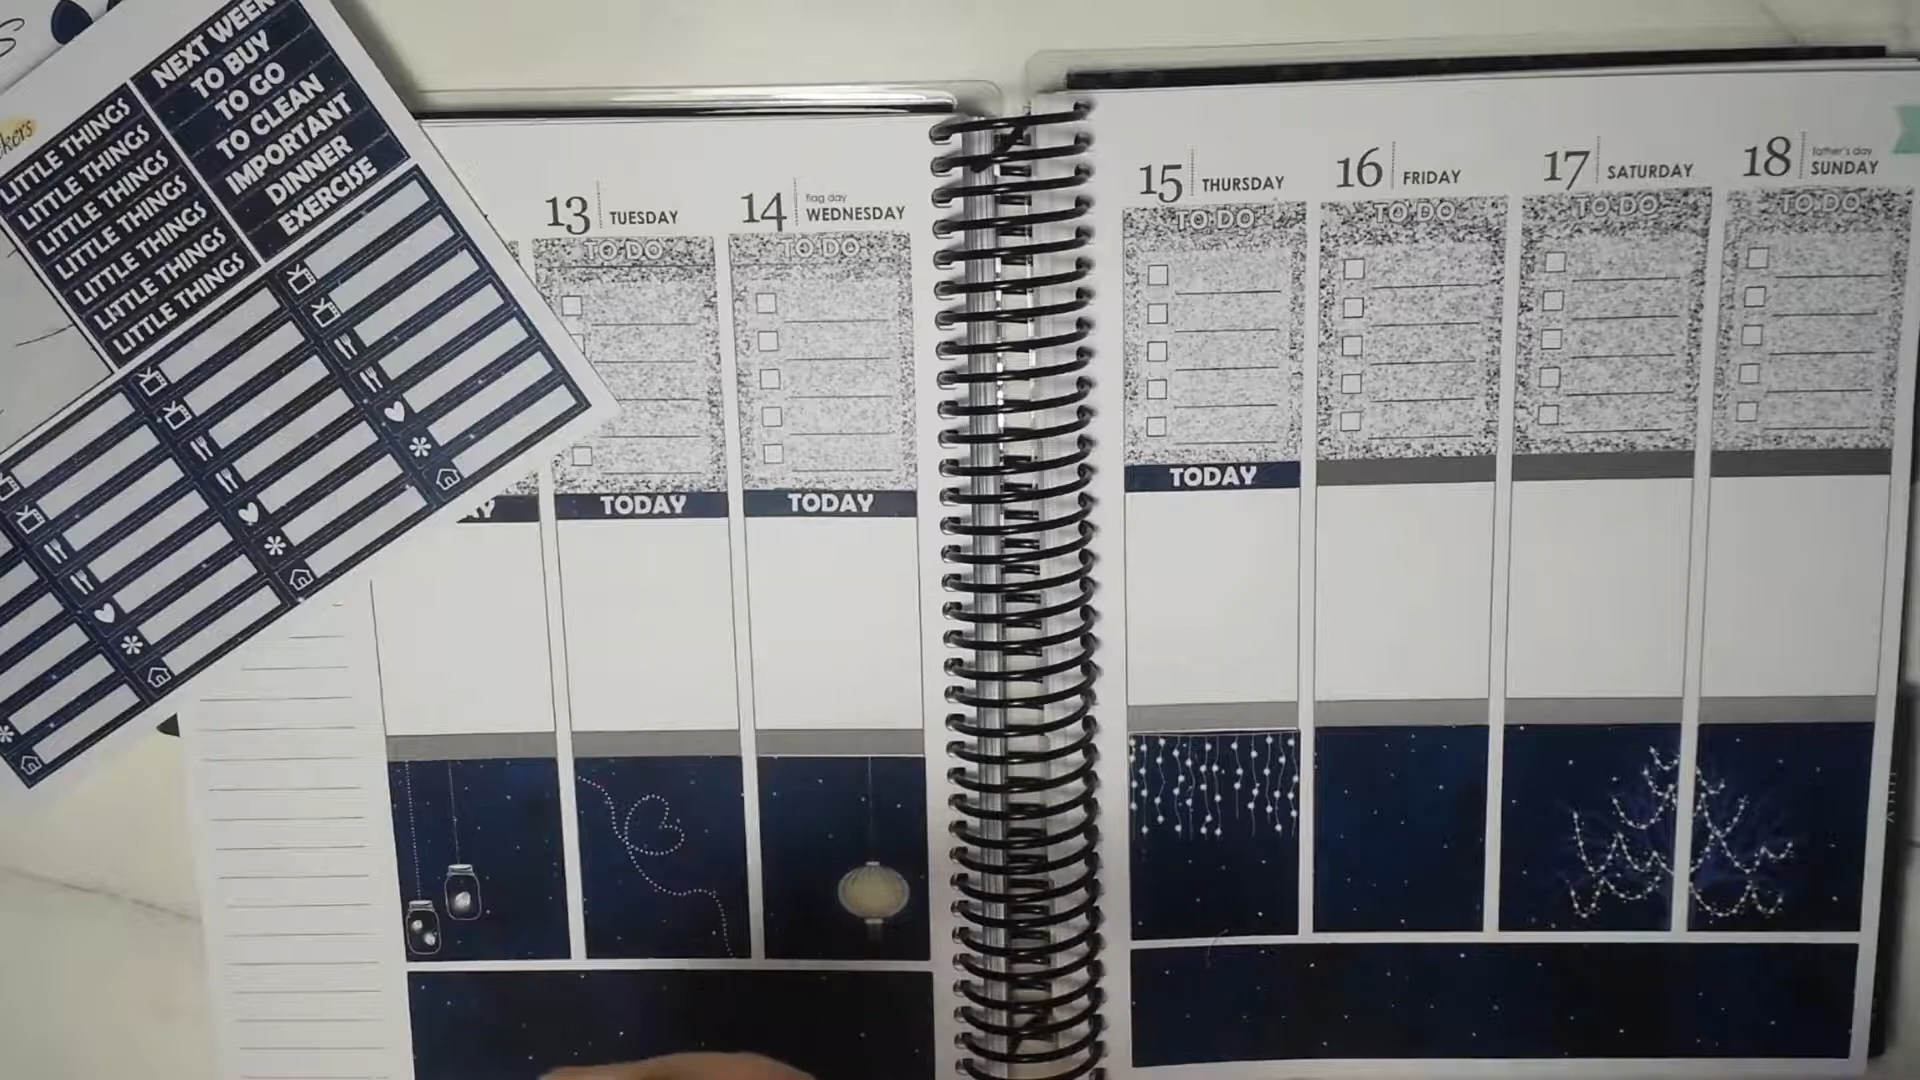 NEXT WEEK
TO BUY
TO GO
TO CLEAN
IMPORTANT
DINNER
EXERCISE
LITTLE THINGS
LITTLE THINGS
LITTLE THINGS
LITTLE THINGS
LITTLE THINGS
LITTLE THINGS
LITTLE THINGS
13 TUESDAY
14 flag day
WEDNESDAY
15 THURSDAY
16 FRIDAY
17 SATURDAY
18 father's day
SUNDAY
TO DO
TO DO
TO DO
TO DO
TO DO
TO DO
TODAY
TODAY
TODAY